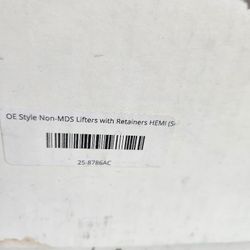 OE Style Non-MDS Lifters with Retainers HEMI (S
25-8786AC